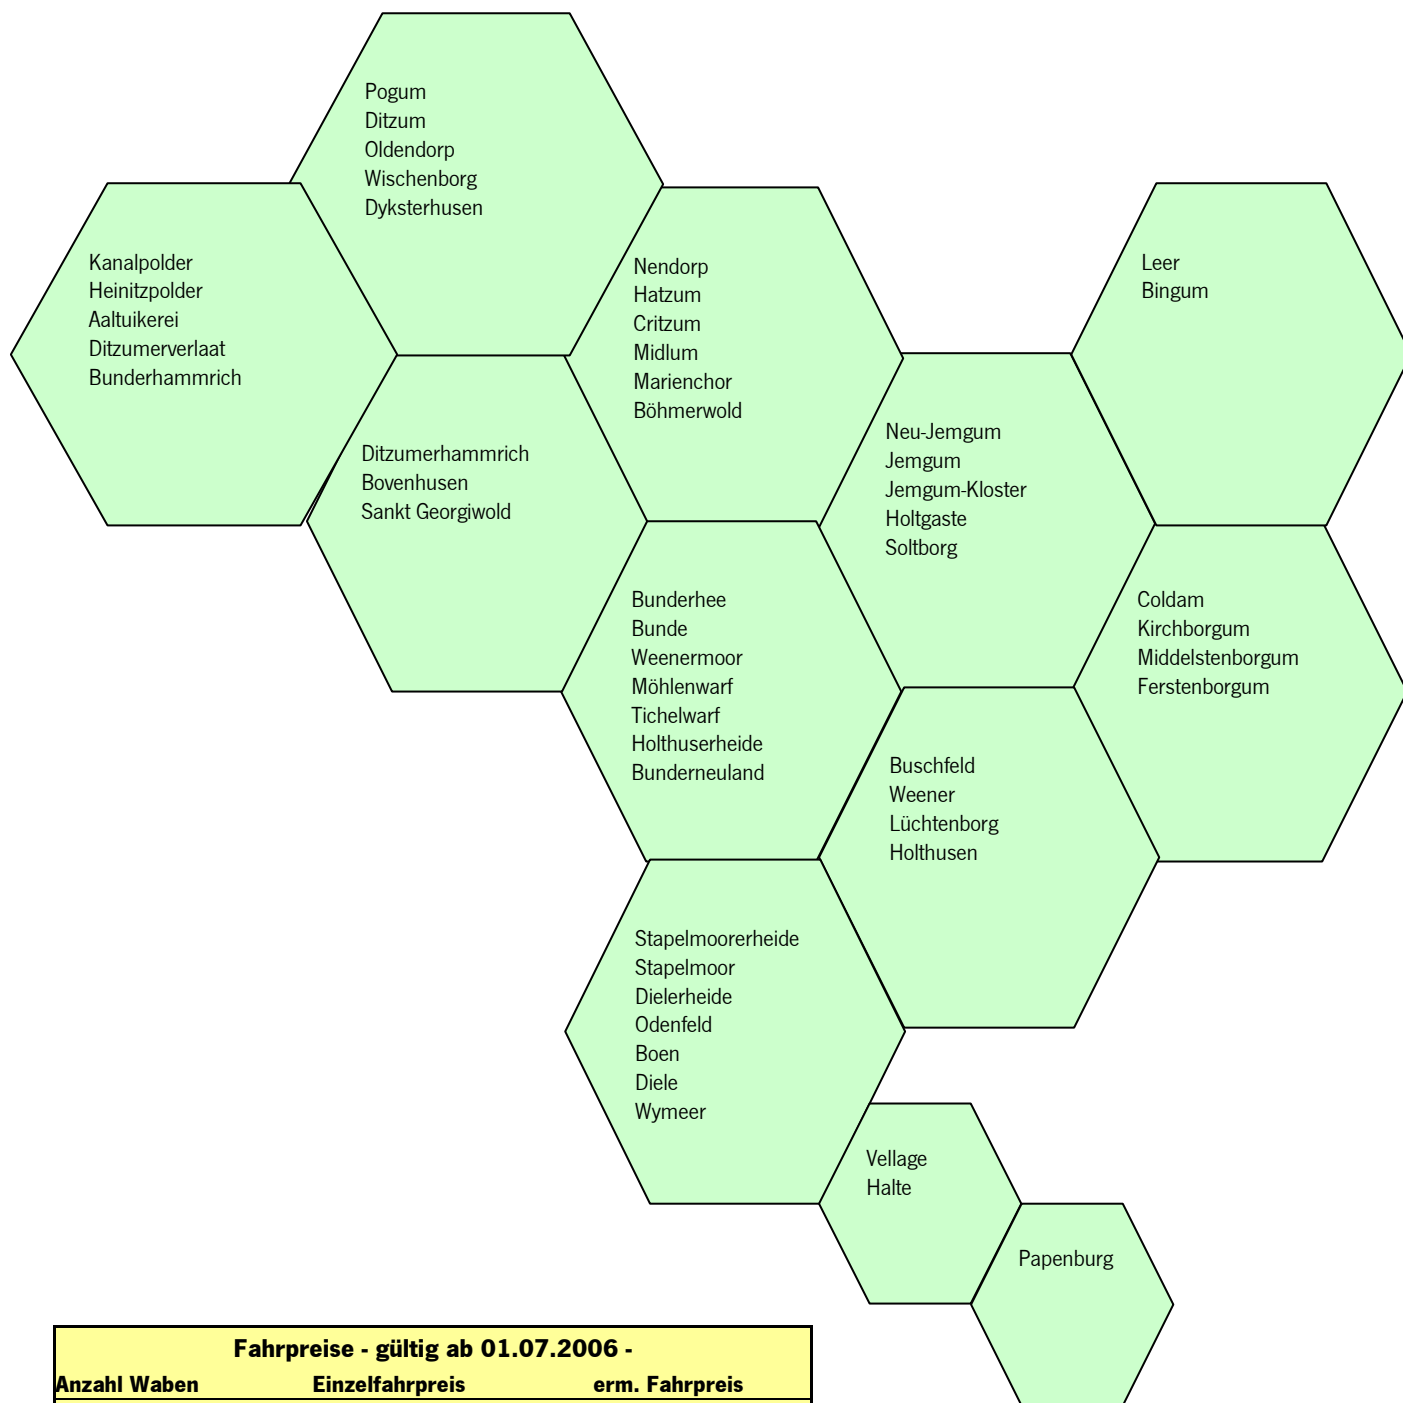 Pogum
Ditzum
Oldendorp
Wischenborg
Dyksterhusen
Kanalpolder
Heinitzpolder
Aaltuikerei
Ditzumerverlaat
Bunderhammrich
Nendorp
Hatzum
Critzum
Midlum
Marienchor
Böhmerwold
Leer
Bingum
Ditzumerhammrich
Bovenhusen
Sankt Georgiwold
Neu-Jemgum
Jemgum
Jemgum-Kloster
Holtgaste
Soltborg
Bunderhee
Bunde
Weenermoor
Möhlenwarf
Tichelwarf
Holthuserheide
Bunderneuland
Coldam
Kirchborgum
Middelstenborgum
Ferstenborgum
Buschfeld
Weener
Lüchtenborg
Holthusen
Stapelmoorerheide
Stapelmoor
Dielerheide
Odenfeld
Boen
Diele
Wymeer
Vellage
Halte
Papenburg
Fahrpreise - gültig ab 01.07.2006 -
Anzahl Waben Einzelfahrpreis erm. Fahrpreis